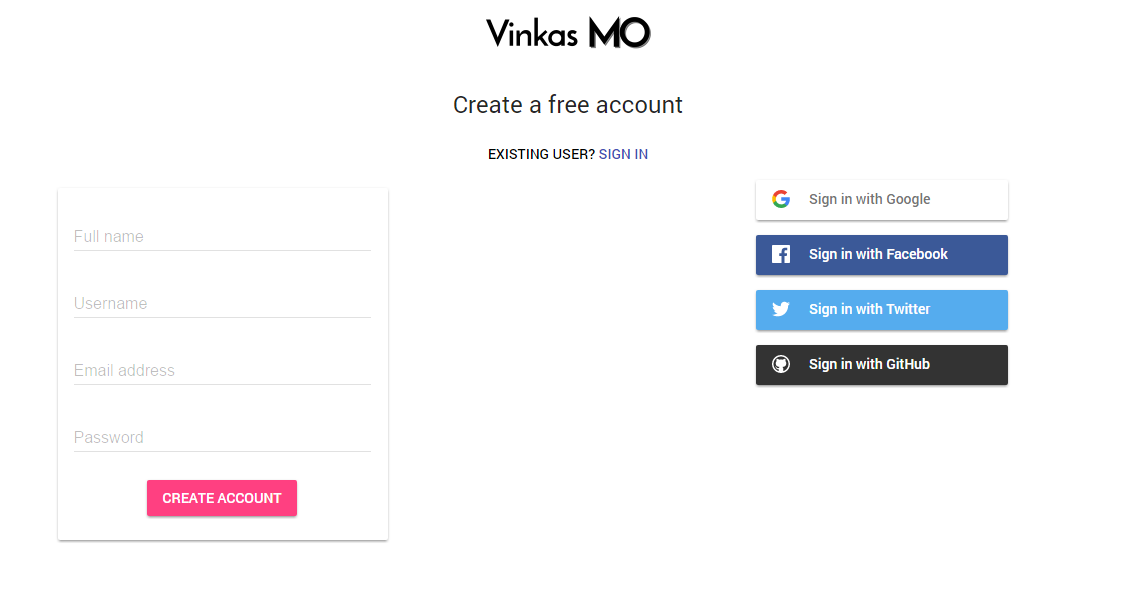 Vinkas MO
Create a free account
EXISTING USER? SIGN IN
Full name
Username
Email address
Password
CREATE ACCOUNT
Sign in with Google
Sign in with Facebook
Sign in with Twitter
Sign in with GitHub